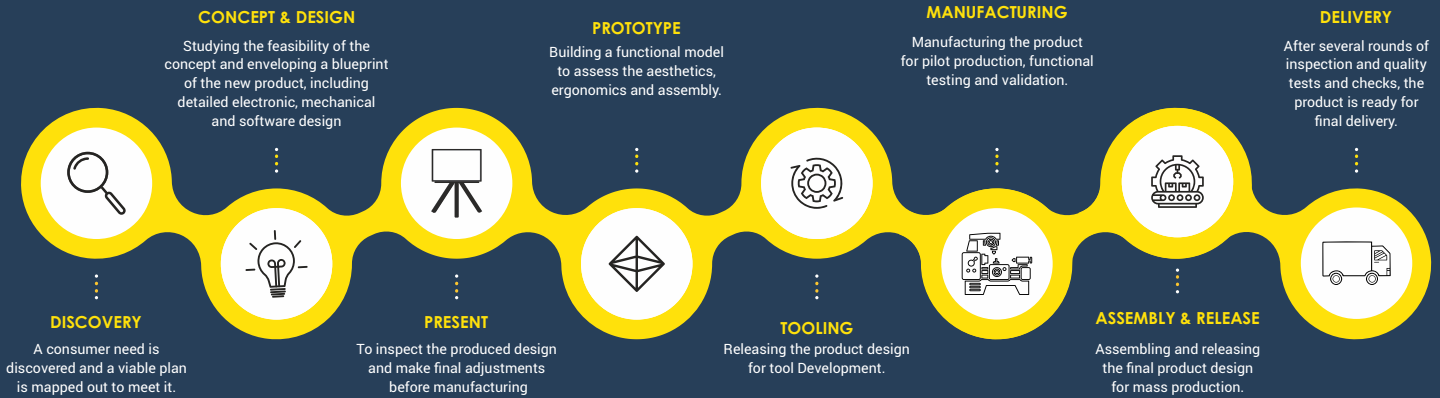 DISCOVERY
A consumer need is
discovered and a viable plan
is mapped out to meet it.
CONCEPT & DESIGN
Studying the feasibility of the
concept and enveloping a blueprint
of the new product, including
detailed electronic, mechanical
and software design
PRESENT
To inspect the produced design
and make final adjustments
before manufacturing
PROTOTYPE
Building a functional model
to assess the aesthetics,
ergonomics and assembly.
TOOLING
Releasing the product design
for tool Development.
MANUFACTURING
Manufacturing the product
for pilot production, functional
testing and validation.
ASSEMBLY & RELEASE
Assembling and releasing
the final product design
for mass production.
DELIVERY
After several rounds of
inspection and quality
tests and checks, the
product is ready for
final delivery.